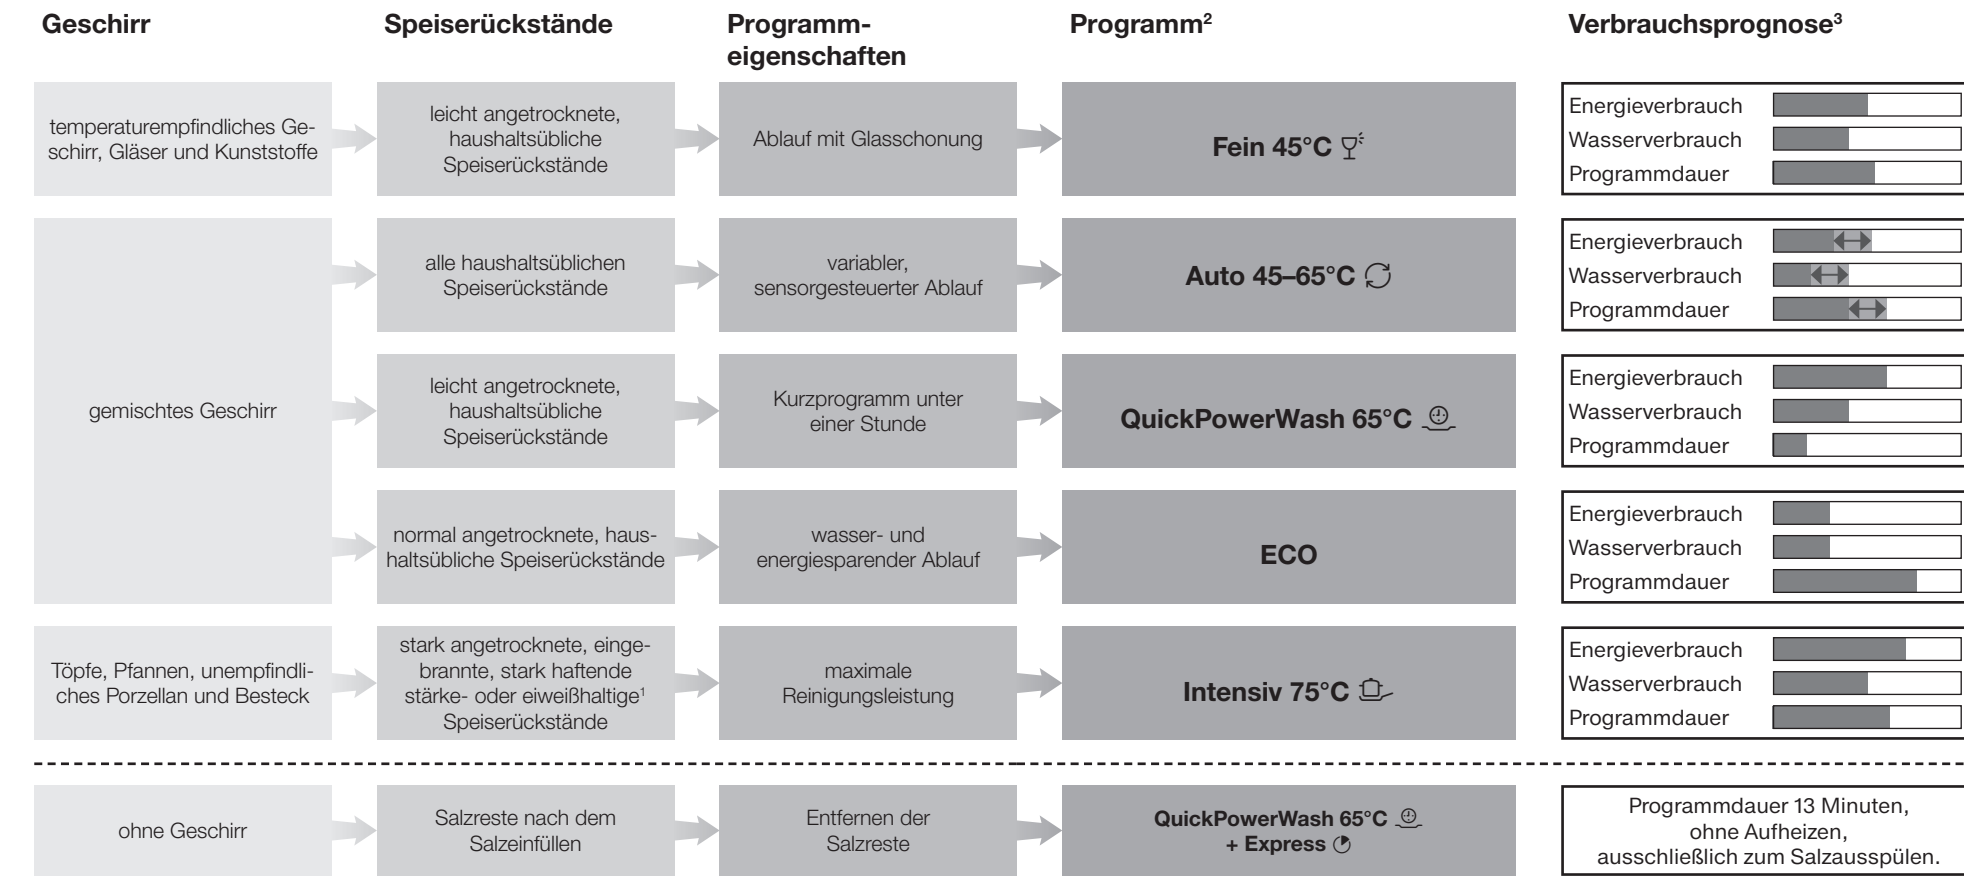 Geschirr
Speiserückstände
Programm-
eigenschaften
Programm²
Verbrauchsprognose³
temperaturempfindliches Ge-
schirr, Gläser und Kunststoffe
leicht angetrocknete,
haushaltsübliche
Speiserückstände
Ablauf mit Glasschonung
Fein 45°C
Energieverbrauch
Wasserverbrauch
Programmdauer
gemischtes Geschirr
alle haushaltsüblichen
Speiserückstände
variabler,
sensorgesteuerter Ablauf
Auto 45–65°C
Energieverbrauch
Wasserverbrauch
Programmdauer
leicht angetrocknete,
haushaltsübliche
Speiserückstände
Kurzprogramm unter
einer Stunde
QuickPowerWash 65°C
Energieverbrauch
Wasserverbrauch
Programmdauer
normal angetrocknete, haus-
haltsübliche Speiserückstände
wasser- und
energiesparender Ablauf
ECO
Energieverbrauch
Wasserverbrauch
Programmdauer
Töpfe, Pfannen, unempfindli-
ches Porzellan und Besteck
stark angetrocknete, einge-
brannte, stark haftende
stärke- oder eiweißhaltige¹
Speiserückstände
maximale
Reinigungsleistung
Intensiv 75°C
Energieverbrauch
Wasserverbrauch
Programmdauer
ohne Geschirr
Salzreste nach dem
Salzeinfüllen
Entfernen der
Salzreste
QuickPowerWash 65°C
+ Express
Programmdauer 13 Minuten,
ohne Aufheizen,
ausschließlich zum Salzausspülen.